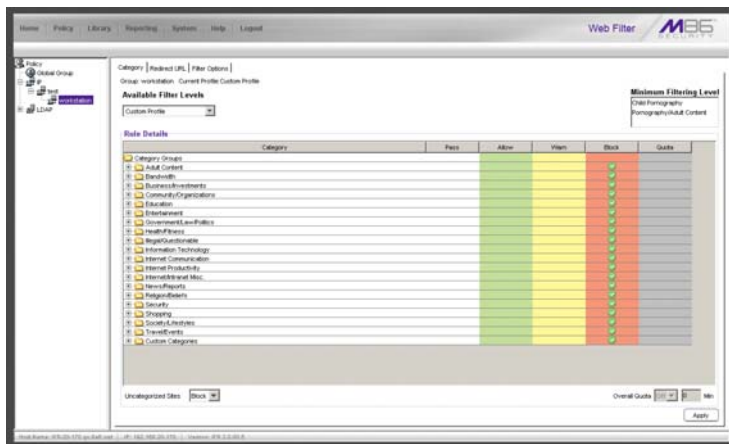 Home Policy Library Reporting System Help Logout
Web Filter
M86
SECURITY
Policy
Global Group
IP
test
workstation
LDAP
Category Redirect URL Filter Options
Group: workstation Current Profile:Custom Profile
Available Filter Levels
Custom Profile
Minimum Filtering Level
Child Pornography
Pornography/Adult Content
Rule Details
Category Pass Allow Warn Block Quota
Category Groups
Adult Content
Bandwidth
Business/Investments
Community/Organizations
Education
Entertainment
Government/Law/Politics
Health/Fitness
Illegal/Questionable
Information Technology
Internet Communication
Internet Productivity
Internet/Intranet Misc.
News/Reports
Religion/Beliefs
Security
Shopping
Society/Lifestyles
Travel/Events
Custom Categories
Uncategorized Sites Block
Overall Quota Off Min
Apply